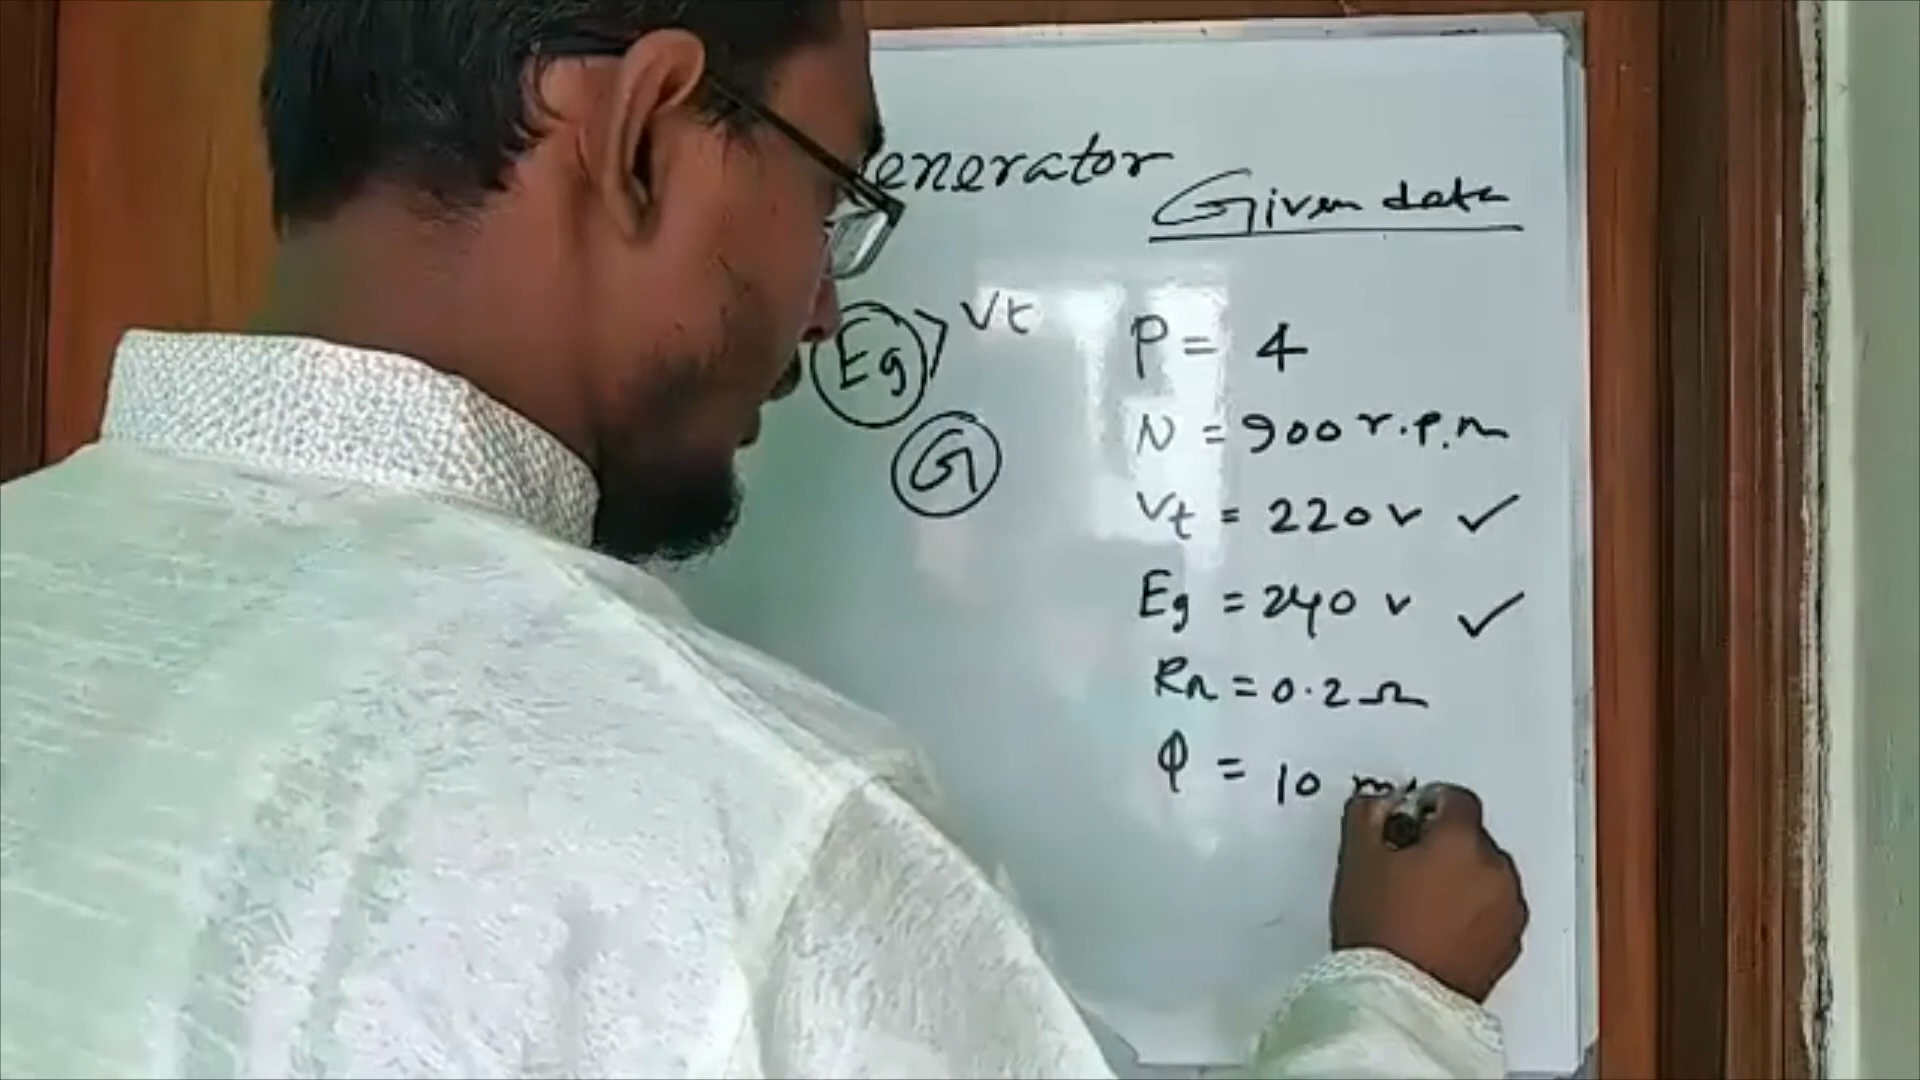 enerator
Given data
Eg > Vt
G
P = 4
N = 900 r.p.m
Vt = 220 v ✓
Eg = 240 v ✓
Ra = 0.2 Ω
φ = 10 m